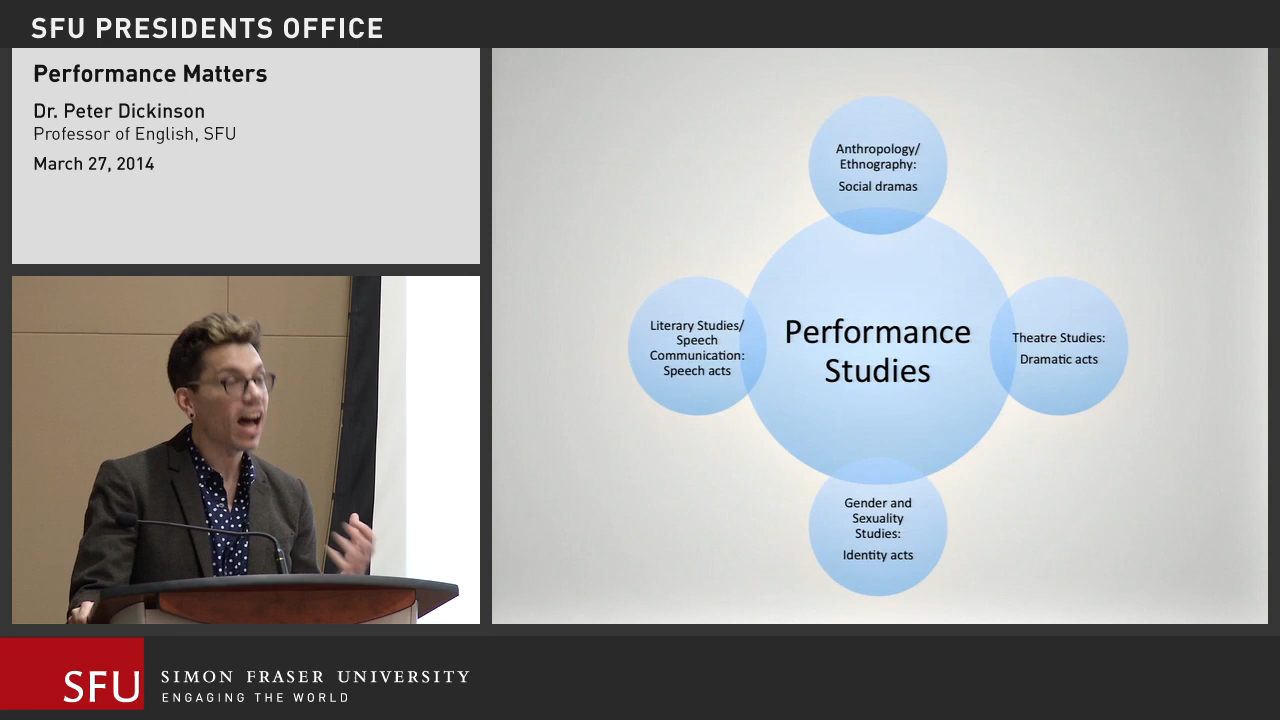 SFU PRESIDENTS OFFICE
Performance Matters
Dr. Peter Dickinson
Professor of English, SFU
March 27, 2014
Anthropology/
Ethnography:
Social dramas
Literary Studies/
Speech
Communication:
Speech acts
Performance
Studies
Theatre Studies:
Dramatic acts
Gender and
Sexuality
Studies:
Identity acts
SFU
SIMON FRASER UNIVERSITY
ENGAGING THE WORLD